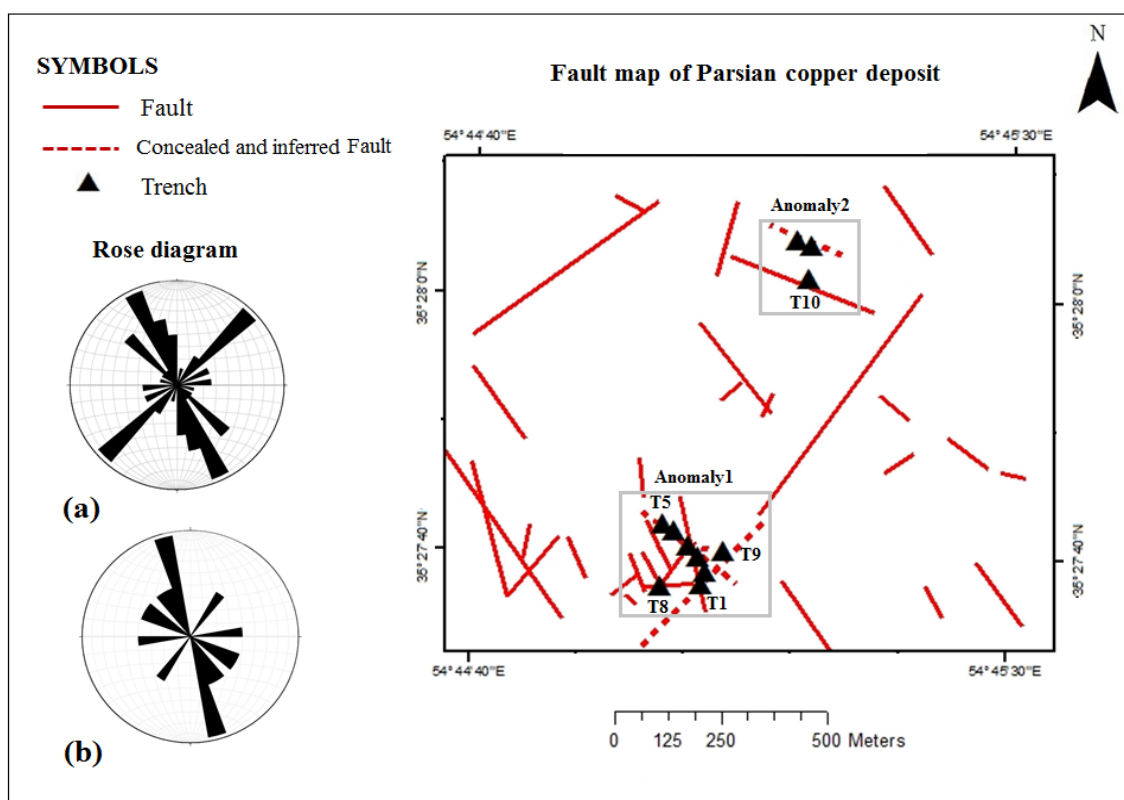 SYMBOLS
Fault
Concealed and inferred Fault
Trench
Rose diagram
(a)
(b)
Fault map of Parsian copper deposit
N
54° 44' 40"E
54° 45' 30"E
35° 28' 0"N
35° 28' 0"N
Anomaly2
T10
Anomaly1
T5
T9
T8
T1
35° 27' 40"N
35° 27' 40"N
54° 44' 40"E
54° 45' 30"E
0 125 250 500 Meters